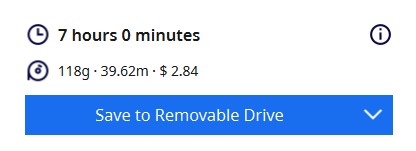 7 hours 0 minutes
118g · 39.62m · $ 2.84
Save to Removable Drive